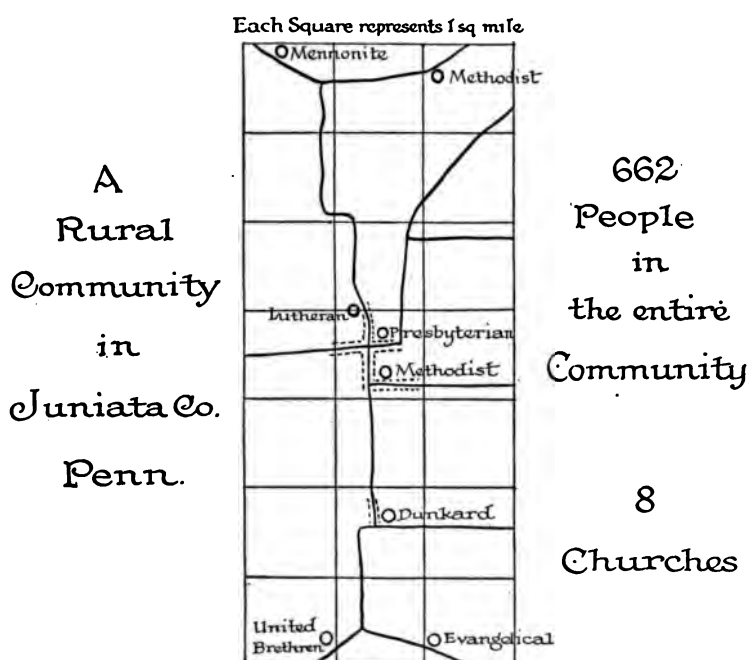 Each Square represents 1 sq mile
Mennonite
Methodist
A
Rural
Community
in
Juniata Co.
Penn.
662
People
in
the entire
Community
Lutheran
Presbyterian
Methodist
Dunkard
8
Churches
United
Brethren
Evangelical